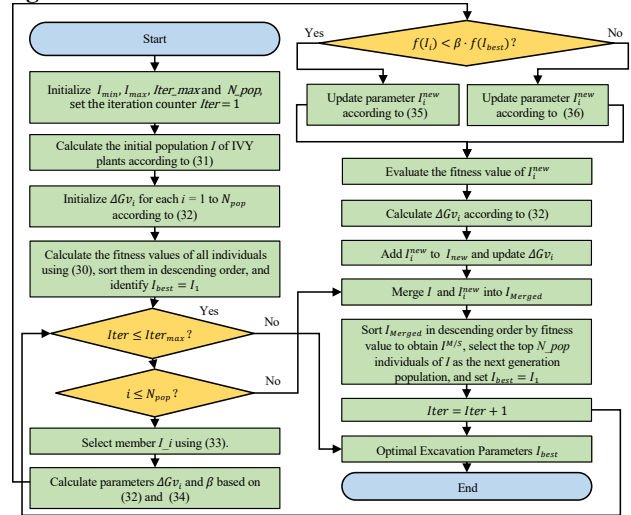 Start
Initialize I_min, I_max, Iter_max and N_pop,
set the iteration counter Iter = 1
Calculate the initial population I of IVY
plants according to (31)
Initialize ΔGv_i for each i = 1 to N_pop
according to (32)
Calculate the fitness values of all individuals
using (30), sort them in descending order, and
identify I_best = I_1
Yes
Iter ≤ Iter_max?
No
i ≤ N_pop?
No
Select member I_i using (33).
Calculate parameters ΔGv_i and β based on
(32) and (34)
Yes
f(I_i) < β · f(I_best)?
No
Update parameter I_i^new
according to (35)
Update parameter I_i^new
according to (36)
Evaluate the fitness value of I_i^new
Calculate ΔGv_i according to (32)
Add I_i^new to I_new and update ΔGv_i
Merge I and I_i^new into I_Merged
Sort I_Merged in descending order by fitness
value to obtain I^M/S, select the top N_pop
individuals of I as the next generation
population, and set I_best = I_1
Iter = Iter + 1
Optimal Excavation Parameters I_best
End